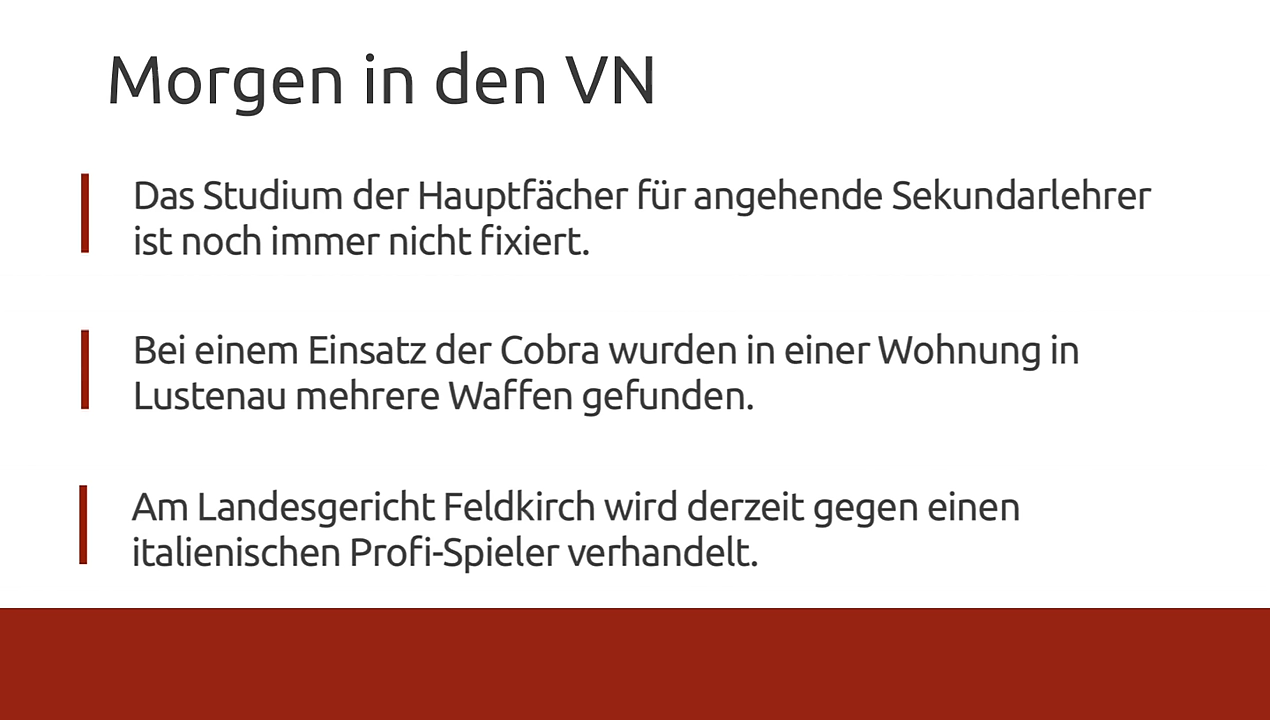 Morgen in den VN
Das Studium der Hauptfächer für angehende Sekundarlehrer
ist noch immer nicht fixiert.
Bei einem Einsatz der Cobra wurden in einer Wohnung in
Lustenau mehrere Waffen gefunden.
Am Landesgericht Feldkirch wird derzeit gegen einen
italienischen Profi-Spieler verhandelt.